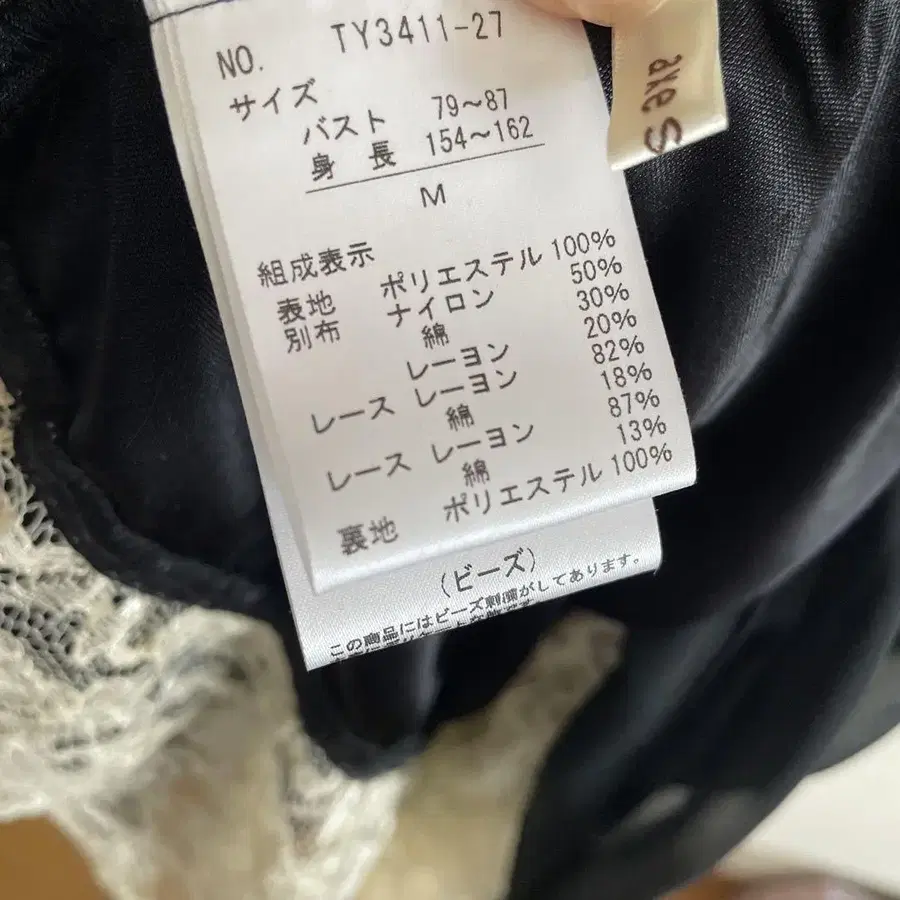 NO. TY3411-27
サイズ
バスト 79～87
身長 154～162
M
組成表示
表地 ポリエステル 100%
別布 ナイロン 50%
綿 30%
レーヨン 20%
レース レーヨン 82%
綿 18%
レース レーヨン 87%
綿 13%
裏地 ポリエステル 100%
(ビーズ)
この商品にはビーズ刺繍がしてあります。
axe S